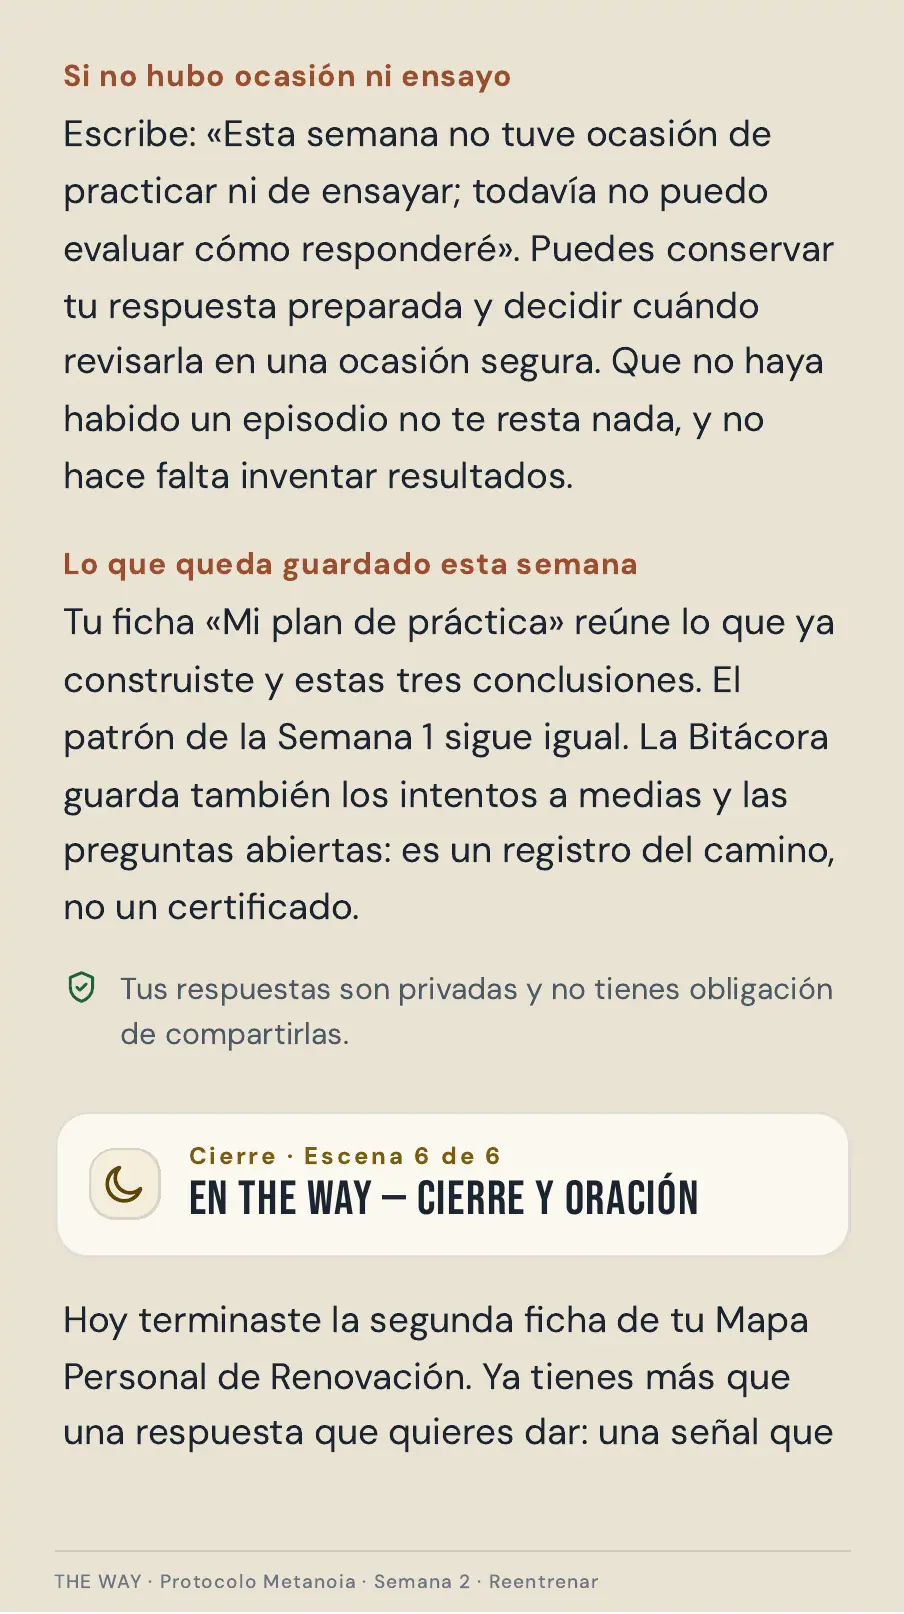 Si no hubo ocasión ni ensayo
Escribe: «Esta semana no tuve ocasión de
practicar ni de ensayar; todavía no puedo
evaluar cómo responderé». Puedes conservar
tu respuesta preparada y decidir cuándo
revisarla en una ocasión segura. Que no haya
habido un episodio no te resta nada, y no
hace falta inventar resultados.
Lo que queda guardado esta semana
Tu ficha «Mi plan de práctica» reúne lo que ya
construiste y estas tres conclusiones. El
patrón de la Semana 1 sigue igual. La Bitácora
guarda también los intentos a medias y las
preguntas abiertas: es un registro del camino,
no un certificado.
Tus respuestas son privadas y no tienes obligación
de compartirlas.
Cierre · Escena 6 de 6
EN THE WAY — CIERRE Y ORACIÓN
Hoy terminaste la segunda ficha de tu Mapa
Personal de Renovación. Ya tienes más que
una respuesta que quieres dar: una señal que
THE WAY · Protocolo Metanoia · Semana 2 · Reentrenar